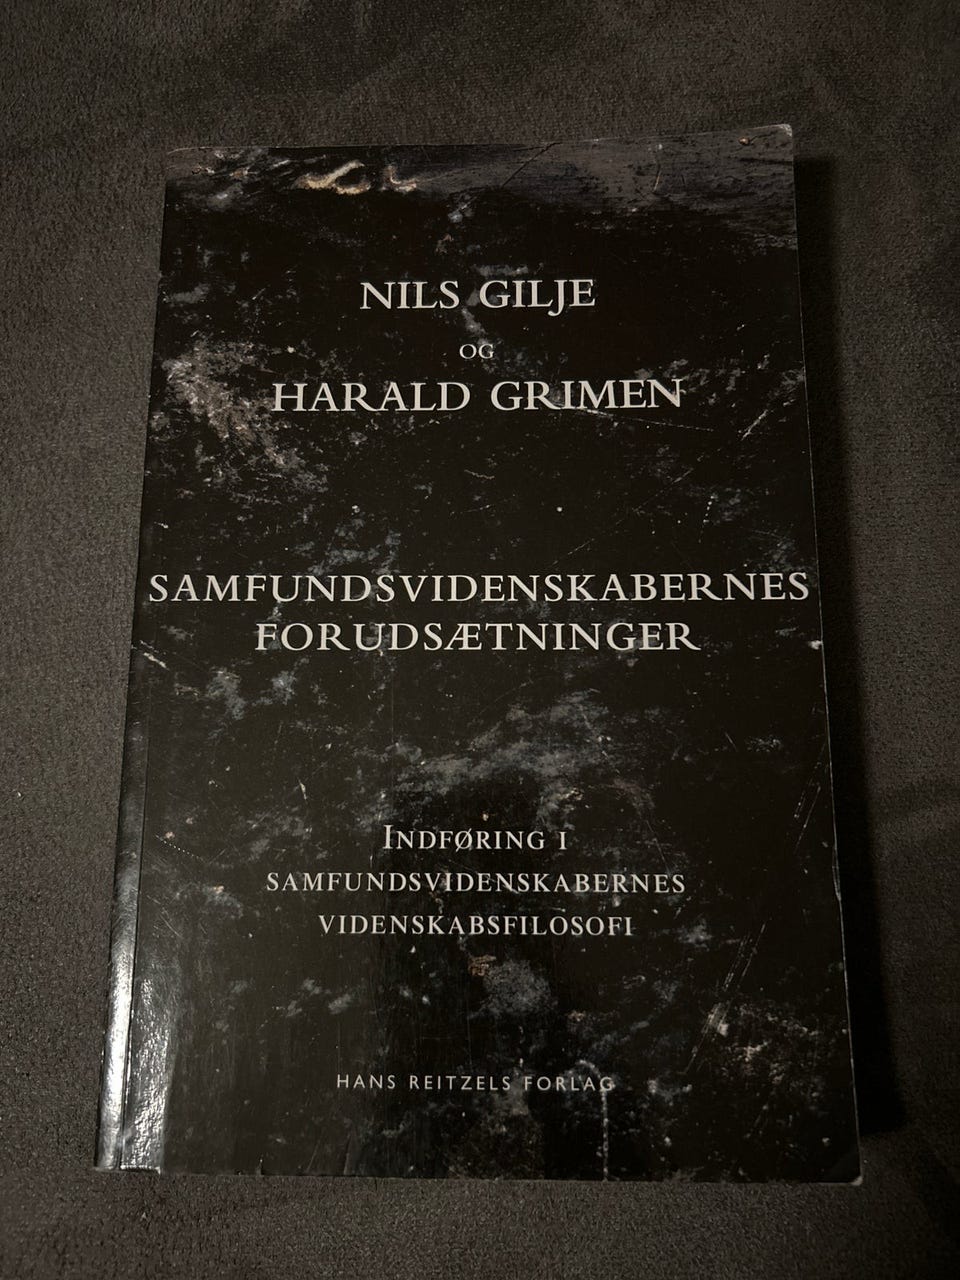 NILS GILJE
OG
HARALD GRIMEN
SAMFUNDSVIDENSKABERNES
FORUDSÆTNINGER
INDFØRING I
SAMFUNDSVIDENSKABERNES
VIDENSKABSFILOSOFI
HANS REITZELS FORLAG